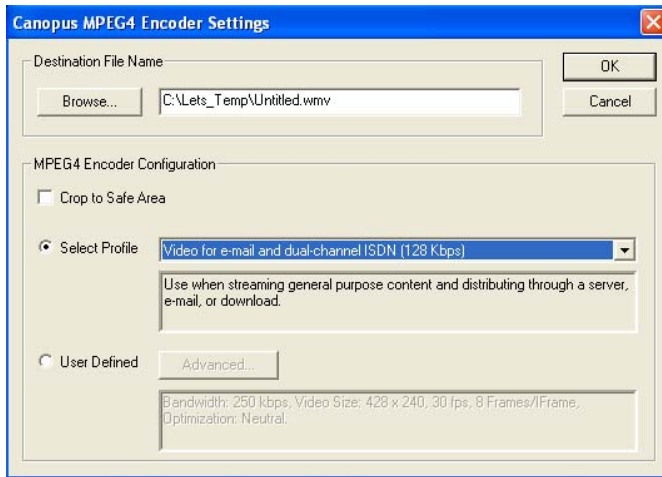 Canopus MPEG4 Encoder Settings
Destination File Name
Browse...
C:\Lets_Temp\Untitled.wmv
OK
Cancel
MPEG4 Encoder Configuration
Crop to Safe Area
Select Profile
Video for e-mail and dual-channel ISDN (128 Kbps)
Use when streaming general purpose content and distributing through a server,
e-mail, or download.
User Defined
Advanced...
Bandwidth: 250 kbps, Video Size: 428 x 240, 30 fps, 8 Frames/IFrame,
Optimization: Neutral.